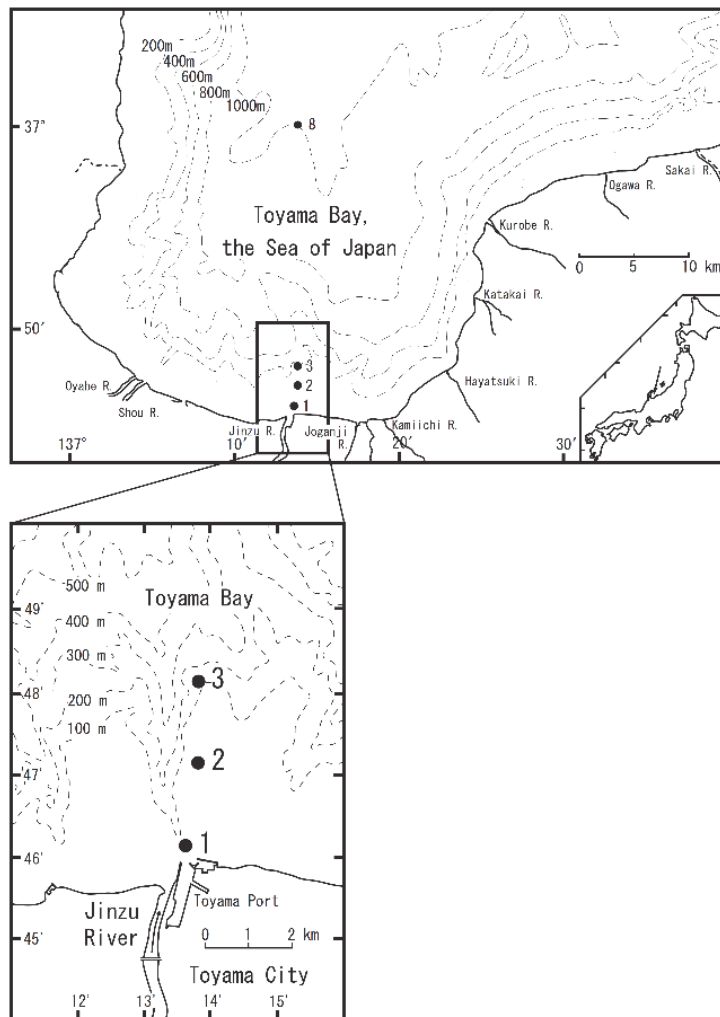 200m
400m
600m
800m
1000m
8
37°
Toyama Bay,
the Sea of Japan
Sakai R.
Ogawa R.
Kurobe R.
0 5 10 km
Katakai R.
50'
3
2
1
Hayatsuki R.
Oyabe R.
Shou R.
Jinzu R.
Joganji
R.
Kamiichi R.
137°
10'
20'
30'
500 m
Toyama Bay
49'
400 m
300 m
3
48'
200 m
100 m
2
47'
1
46'
Toyama Port
Jinzu
River
0 1 2 km
45'
Toyama City
12'
13'
14'
15'